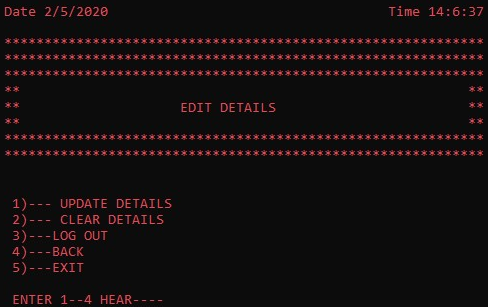 Date 2/5/2020 Time 14:6:37
************************************************************
************************************************************
************************************************************
** **
** EDIT DETAILS **
** **
************************************************************
************************************************************
1)--- UPDATE DETAILS
2)--- CLEAR DETAILS
3)---LOG OUT
4)---BACK
5)---EXIT
ENTER 1--4 HEAR----